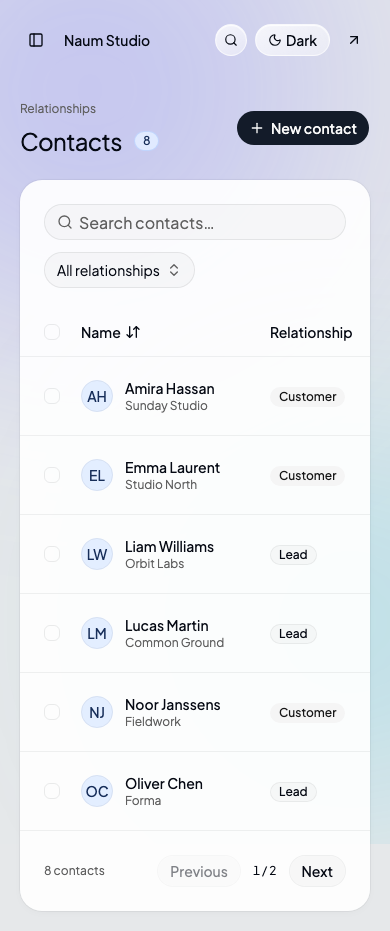 Naum Studio
Dark
Relationships
Contacts 8
New contact
Search contacts…
All relationships
Name Relationship
AH Amira Hassan Customer
Sunday Studio
EL Emma Laurent Customer
Studio North
LW Liam Williams Lead
Orbit Labs
LM Lucas Martin Lead
Common Ground
NJ Noor Janssens Customer
Fieldwork
OC Oliver Chen Lead
Forma
8 contacts Previous 1/2 Next